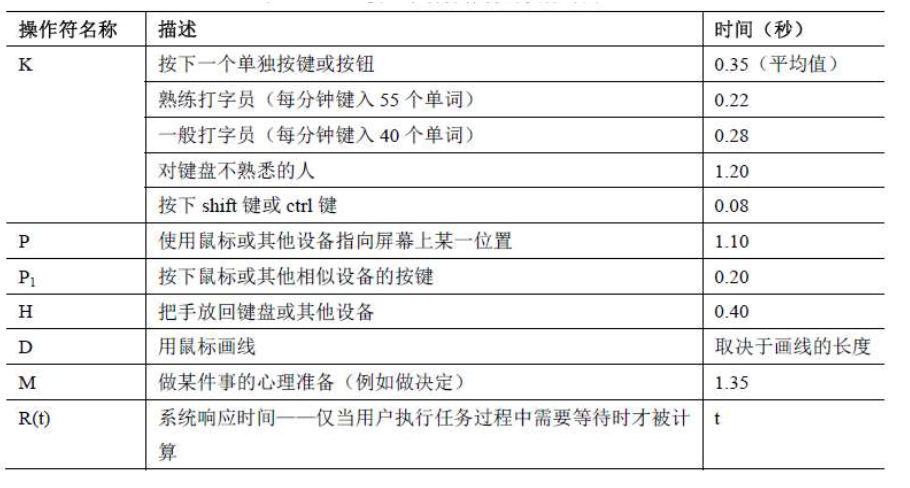 操作符名称 描述 时间（秒）
K 按下一个单独按键或按钮 0.35（平均值）
熟练打字员（每分钟键入 55 个单词） 0.22
一般打字员（每分钟键入 40 个单词） 0.28
对键盘不熟悉的人 1.20
按下 shift 键或 ctrl 键 0.08
P 使用鼠标或其他设备指向屏幕上某一位置 1.10
P₁ 按下鼠标或其他相似设备的按键 0.20
H 把手放回键盘或其他设备 0.40
D 用鼠标画线 取决于画线的长度
M 做某件事的心理准备（例如做决定） 1.35
R(t) 系统响应时间——仅当用户执行任务过程中需要等待时才被计 t
算